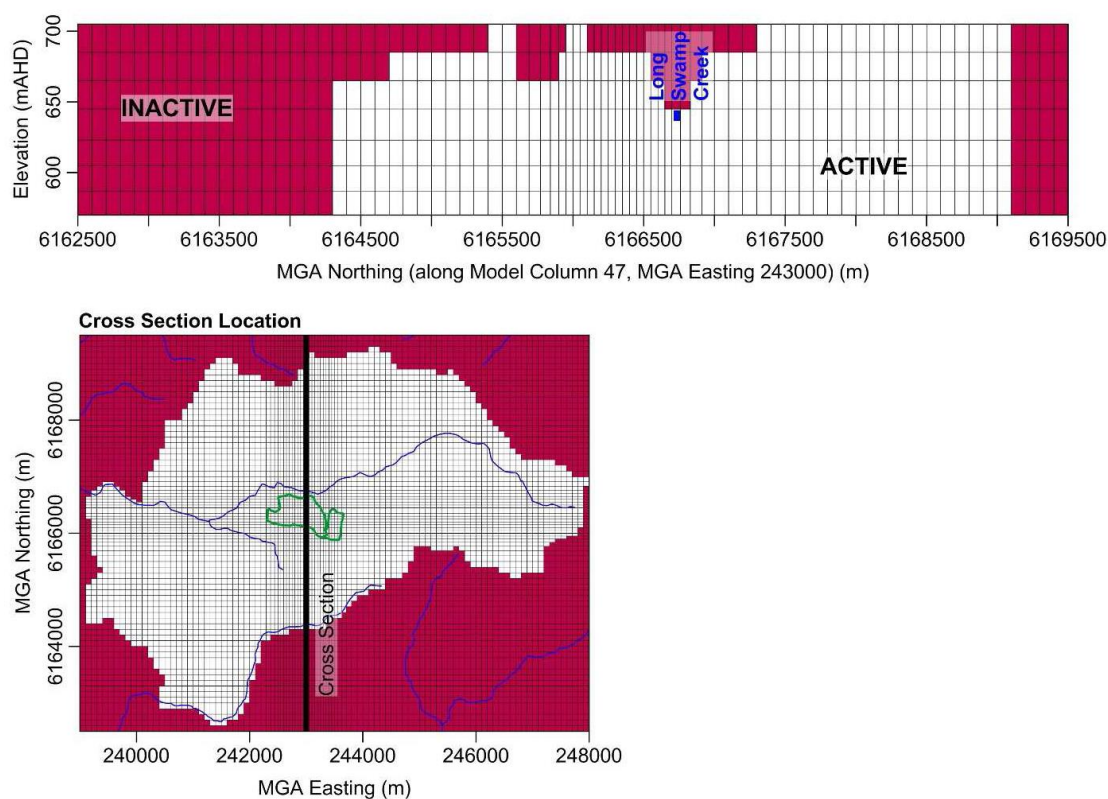 700
650
600
Elevation (mAHD)
INACTIVE
Long
Swamp
Creek
ACTIVE
6162500 6163500 6164500 6165500 6166500 6167500 6168500 6169500
MGA Northing (along Model Column 47, MGA Easting 243000) (m)
Cross Section Location
6168000
6166000
6164000
MGA Northing (m)
Cross Section
240000 242000 244000 246000 248000
MGA Easting (m)